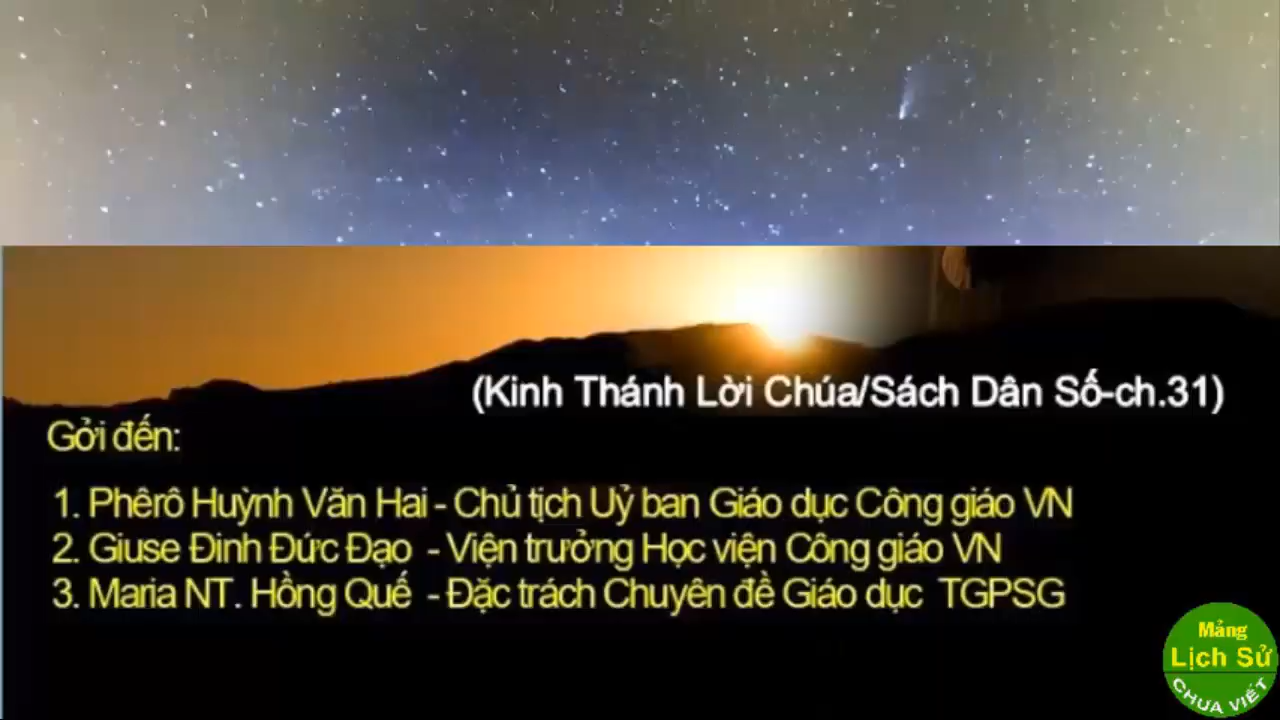 (Kinh Thánh Lời Chúa/Sách Dân Số-ch.31)
Gởi đến:
1. Phêrô Huỳnh Văn Hai - Chủ tịch Uỷ ban Giáo dục Công giáo VN
2. Giuse Đinh Đức Đạo - Viện trưởng Học viện Công giáo VN
3. Maria NT. Hồng Quế - Đặc trách Chuyên đề Giáo dục TGPSG
Mảng
Lịch Sử
CHƯA VIẾT